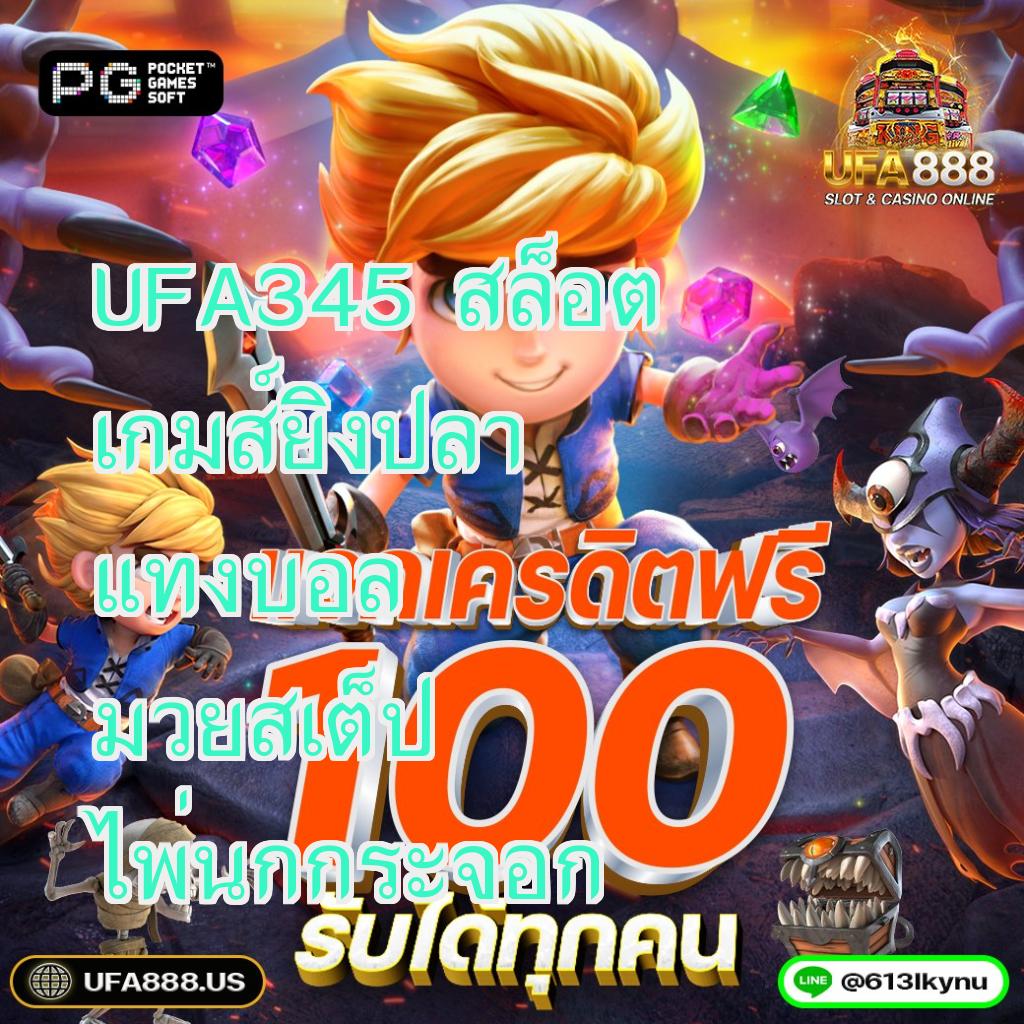 PG POCKET GAMES SOFT™
UFA888
SLOT & CASINO ONLINE
UFA345 สล็อต
เกมส์ยิงปลา
แทงบอล
เครดิตฟรี
มวยสเต็ป
100
ไพ่นกกระจอก
รับได้ทุกคน
UFA888.US
LINE @613lkynu